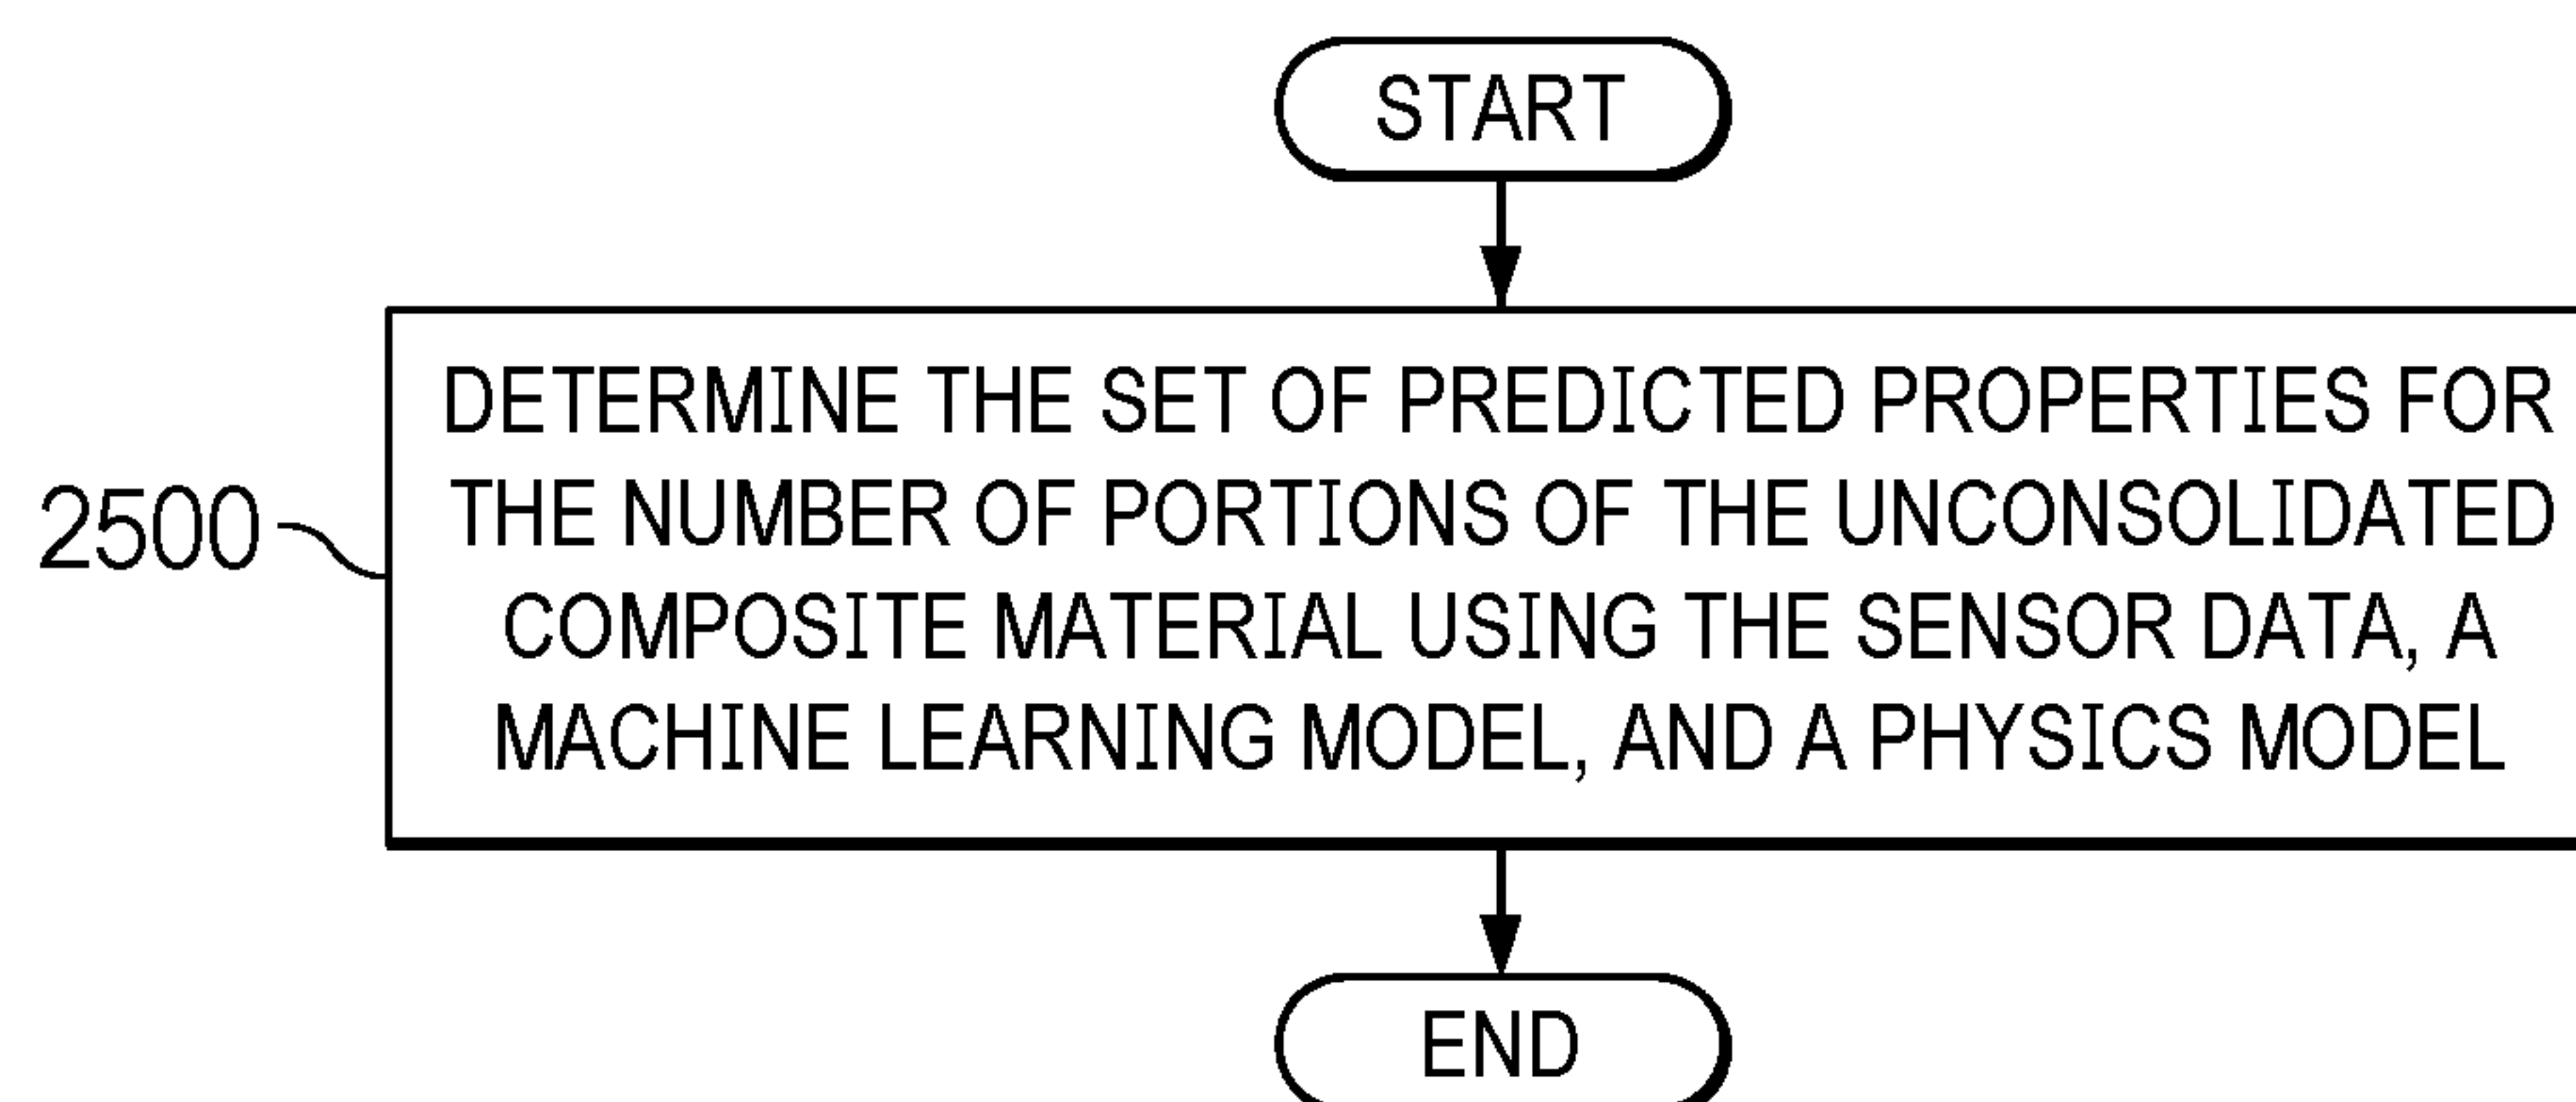 START
DETERMINE THE SET OF PREDICTED PROPERTIES FOR
THE NUMBER OF PORTIONS OF THE UNCONSOLIDATED
2500
COMPOSITE MATERIAL USING THE SENSOR DATA, A
MACHINE LEARNING MODEL, AND A PHYSICS MODEL
END